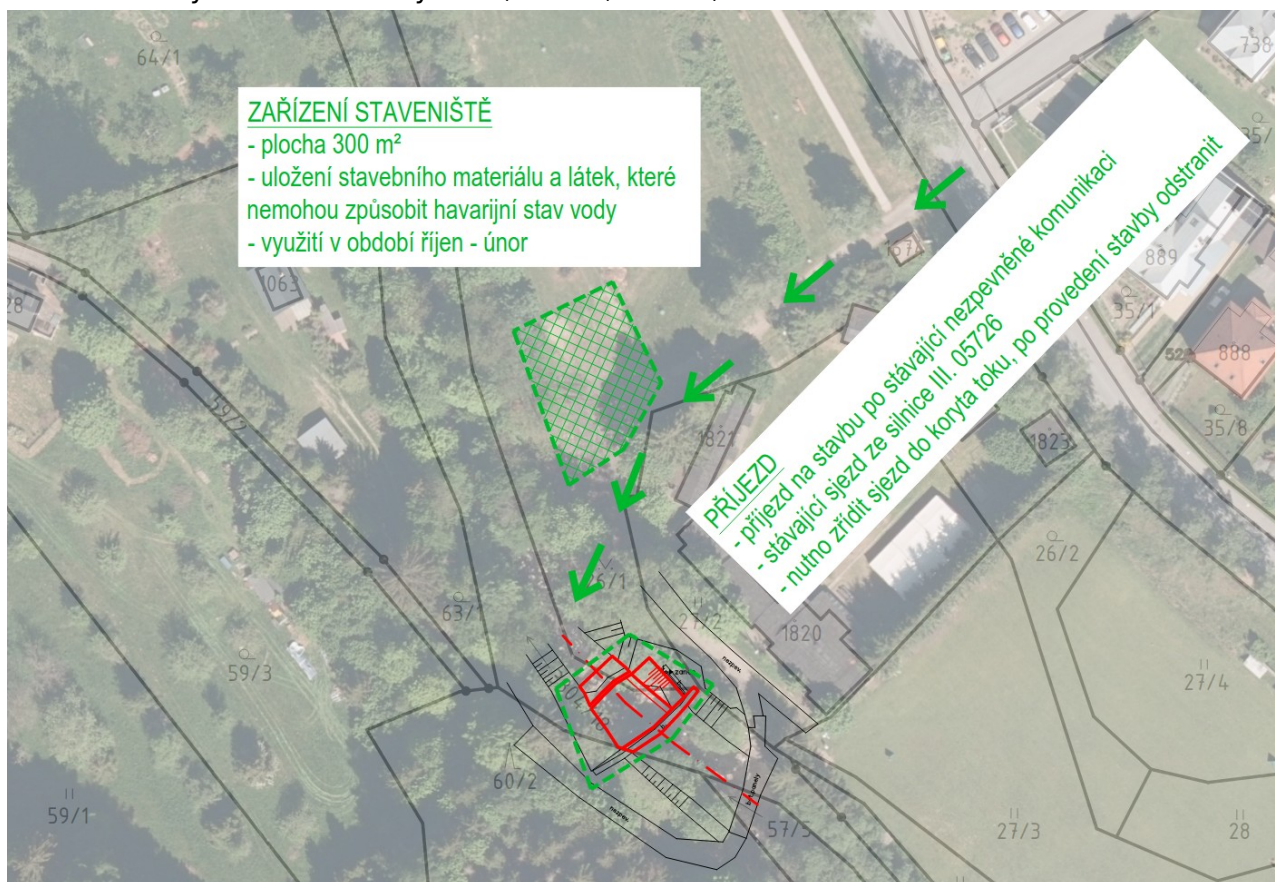 64/1
738
ZAŘÍZENÍ STAVENIŠTĚ
- plocha 300 m²
- uložení stavebního materiálu a látek, které
nemohou způsobit havarijní stav vody
- využití v období říjen - únor
PŘÍJEZD
- příjezd na stavbu po stávající nezpevněné komunikaci
- stávající sjezd ze silnice III. 05726
- nutno zřídit sjezd do koryta toku, po provedení stavby odstranit
889
35/1
888
35/8
1063
28
59/2
1821
1823
26/2
26/1
63/1
27/2
1820
59/3
nezpev.
27/4
60/2
59/1
nezpev.
57/5
27/3
28